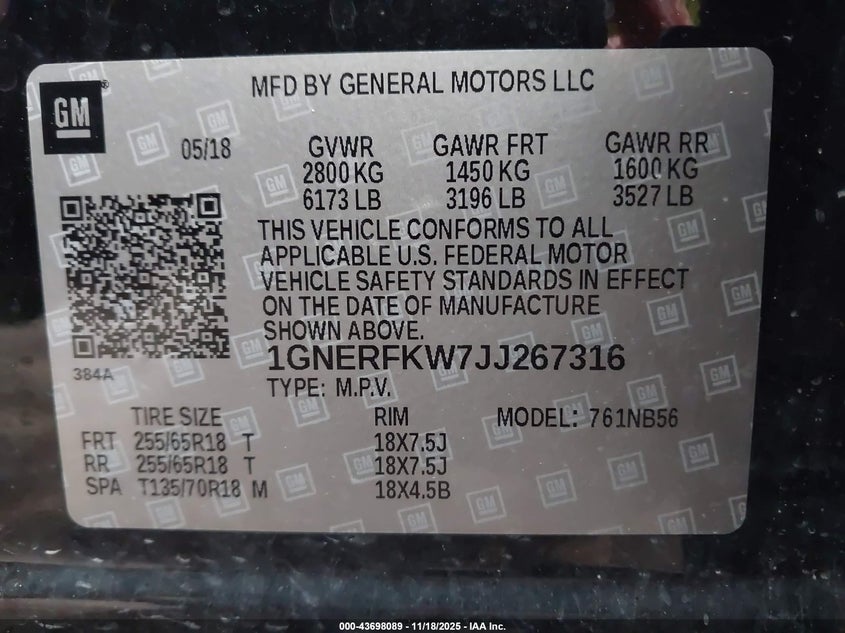 GM
MFD BY GENERAL MOTORS LLC
05/18 GVWR GAWR FRT GAWR RR
2800 KG 1450 KG 1600 KG
6173 LB 3196 LB 3527 LB
THIS VEHICLE CONFORMS TO ALL
APPLICABLE U.S. FEDERAL MOTOR
VEHICLE SAFETY STANDARDS IN EFFECT
ON THE DATE OF MANUFACTURE
SHOWN ABOVE.
1GNERFKW7JJ267316
384A
TYPE: M.P.V.
TIRE SIZE RIM MODEL: 761NB56
FRT 255/65R18 T 18X7.5J
RR 255/65R18 T 18X7.5J
SPA T135/70R18 M 18X4.5B
000-43698089 - 11/18/2025 - IAA Inc.